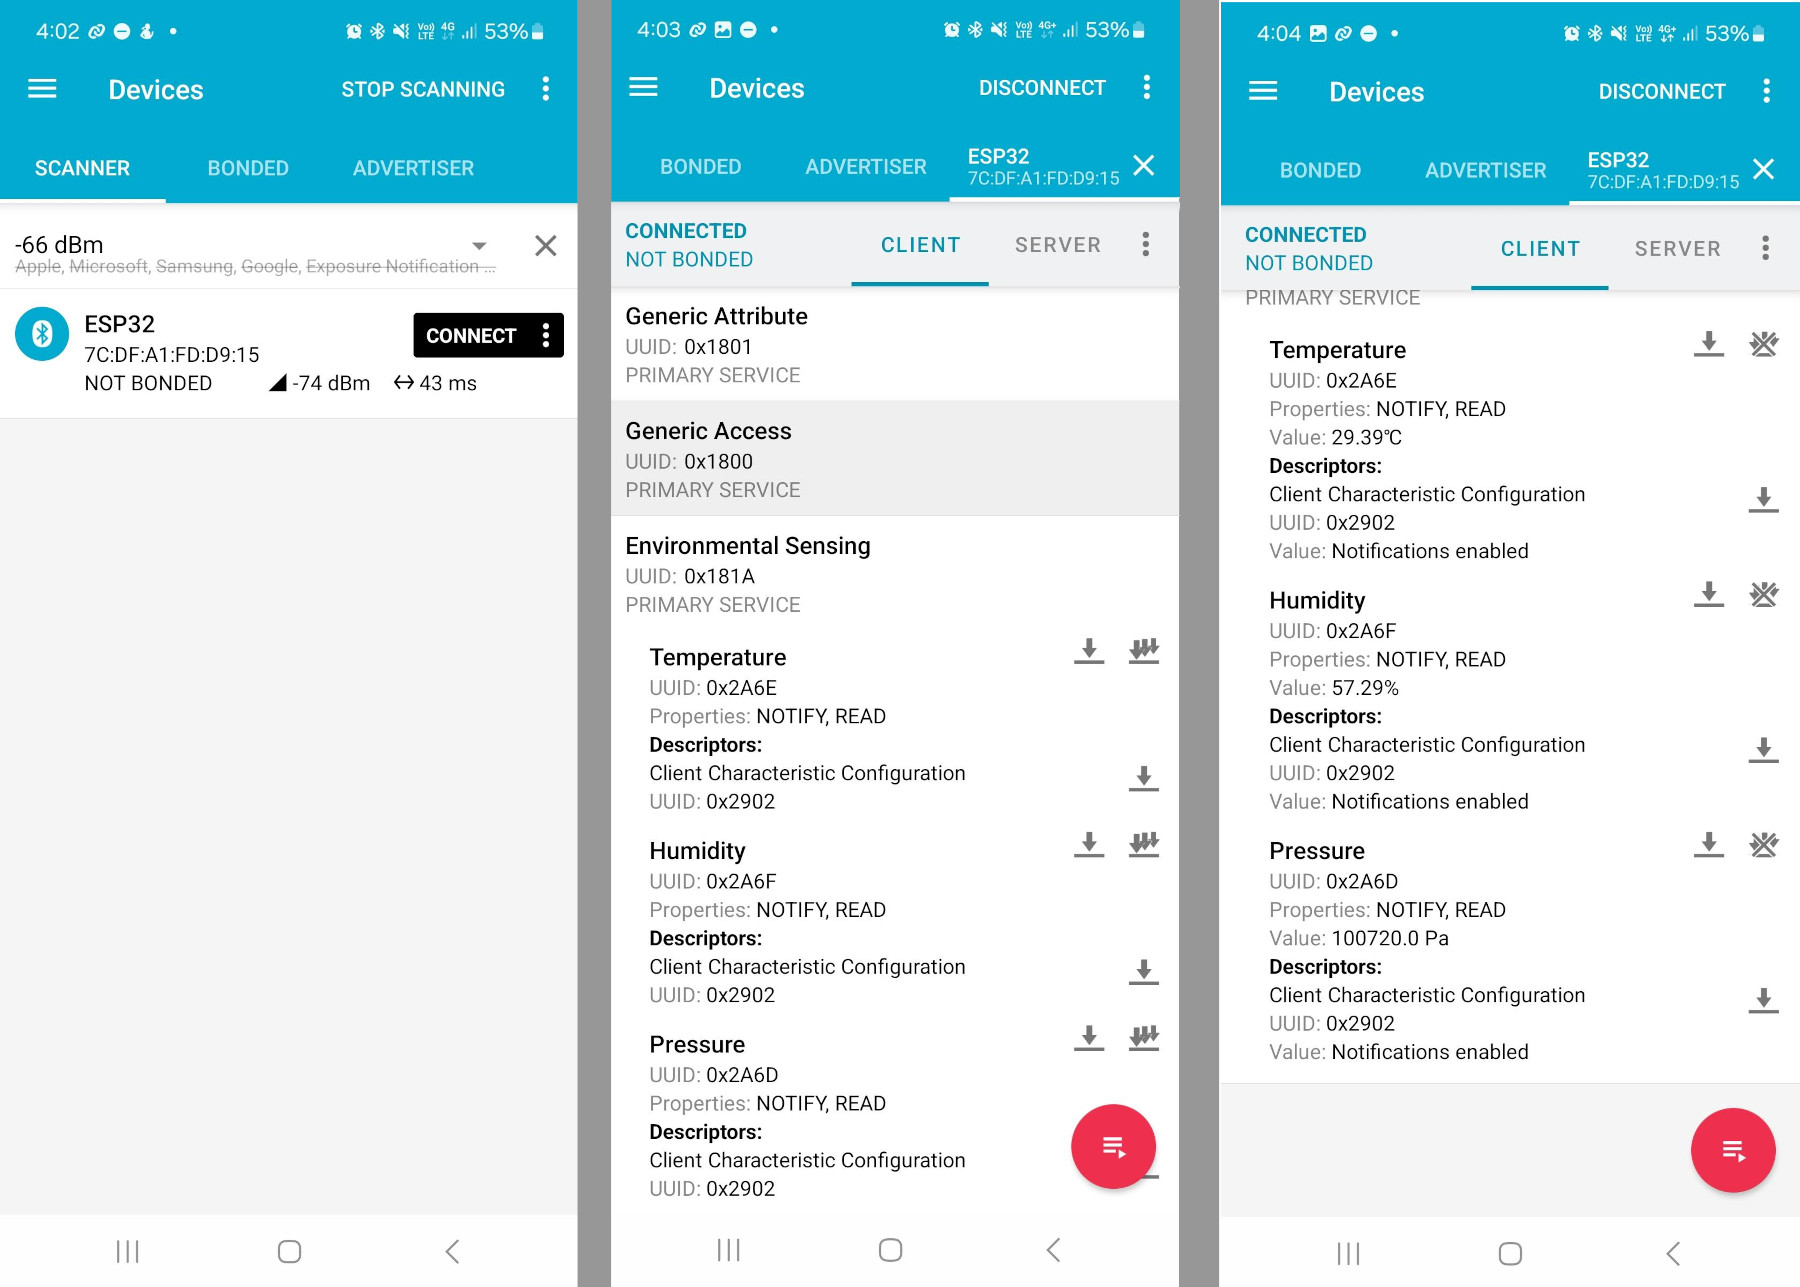 4:02
Vo)) LTE 4G 53%
Devices STOP SCANNING
SCANNER BONDED ADVERTISER
-66 dBm
Apple, Microsoft, Samsung, Google, Exposure Notification ...
ESP32
CONNECT
7C:DF:A1:FD:D9:15
NOT BONDED -74 dBm 43 ms
4:03
Vo)) LTE 4G+ 53%
Devices DISCONNECT
BONDED ADVERTISER ESP32
7C:DF:A1:FD:D9:15
CONNECTED
NOT BONDED
CLIENT SERVER
Generic Attribute
UUID: 0x1801
PRIMARY SERVICE
Generic Access
UUID: 0x1800
PRIMARY SERVICE
Environmental Sensing
UUID: 0x181A
PRIMARY SERVICE
Temperature
UUID: 0x2A6E
Properties: NOTIFY, READ
Descriptors:
Client Characteristic Configuration
UUID: 0x2902
Humidity
UUID: 0x2A6F
Properties: NOTIFY, READ
Descriptors:
Client Characteristic Configuration
UUID: 0x2902
Pressure
UUID: 0x2A6D
Properties: NOTIFY, READ
Descriptors:
Client Characteristic Configuration
UUID: 0x2902
4:04
Vo)) LTE 4G+ 53%
Devices DISCONNECT
BONDED ADVERTISER ESP32
7C:DF:A1:FD:D9:15
CONNECTED
NOT BONDED
CLIENT SERVER
PRIMARY SERVICE
Temperature
UUID: 0x2A6E
Properties: NOTIFY, READ
Value: 29.39℃
Descriptors:
Client Characteristic Configuration
UUID: 0x2902
Value: Notifications enabled
Humidity
UUID: 0x2A6F
Properties: NOTIFY, READ
Value: 57.29%
Descriptors:
Client Characteristic Configuration
UUID: 0x2902
Value: Notifications enabled
Pressure
UUID: 0x2A6D
Properties: NOTIFY, READ
Value: 100720.0 Pa
Descriptors:
Client Characteristic Configuration
UUID: 0x2902
Value: Notifications enabled